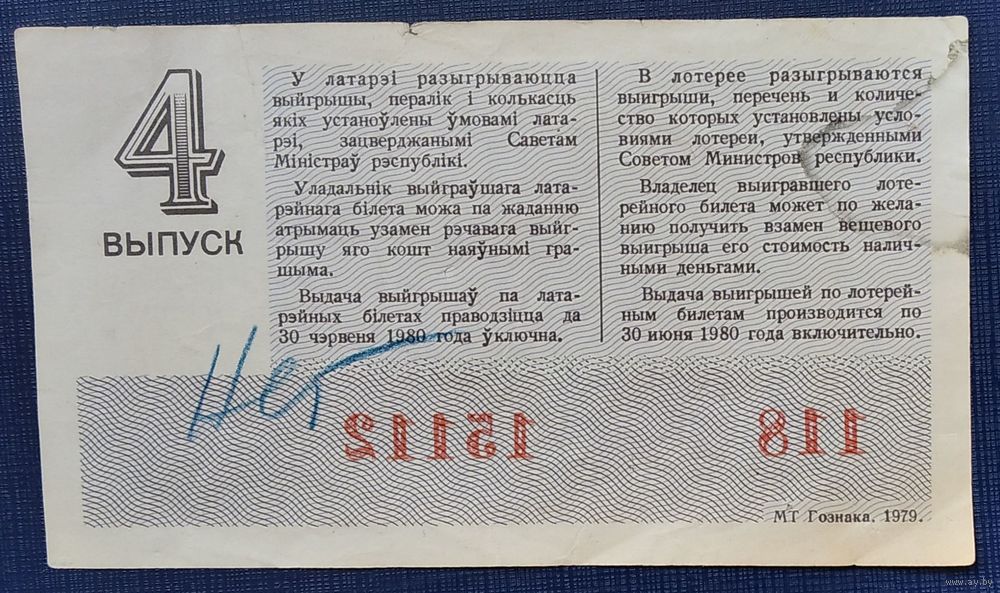 4
ВЫПУСК
У латарэі разыгрываюцца
выйгрышы, пералік і колькасць
якіх устаноўлены ўмовамі лата-
рэі, зацверджанымі Саветам
Міністраў рэспублікі.
Уладальнік выйграўшага лата-
рэйнага білета можа па жаданню
атрымаць узамен рэчавага выйг-
рышу яго кошт наяўнымі гра-
шыма.
Выдача выйгрышаў па лата-
рэйных білетах праводзіцца да
30 чэрвеня 1980 года ўключна.
В лотерее разыгрываются
выигрыши, перечень и количе-
ство которых установлены усло-
виями лотереи, утвержденными
Советом Министров республики.
Владелец выигравшего лоте-
рейного билета может по жела-
нию получить взамен вещевого
выигрыша его стоимость налич-
ными деньгами.
Выдача выигрышей по лотерей-
ным билетам производится по
30 июня 1980 года включительно.
Нет
15112
118
МТ Гознака. 1979.
www.ay.by